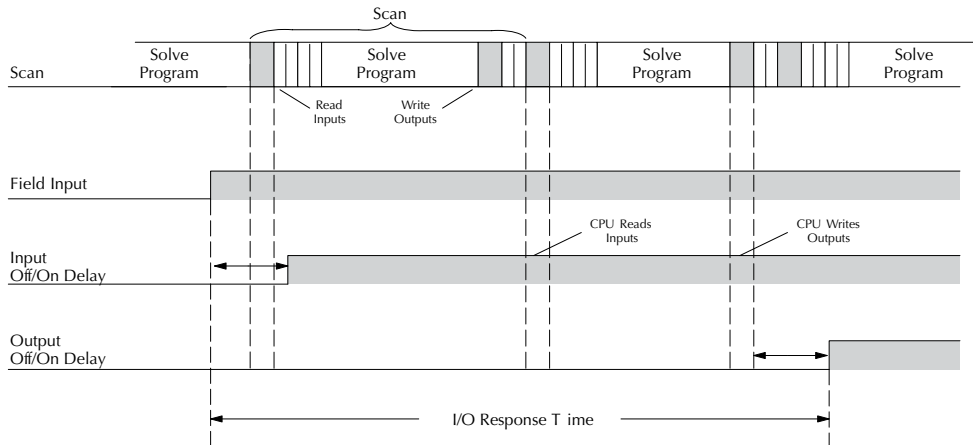 Scan
Solve
Program
Solve
Program
Solve
Program
Solve
Program
Scan
Read
Inputs
Write
Outputs
Field Input
CPU Reads
Inputs
CPU Writes
Outputs
Input
Off/On Delay
Output
Off/On Delay
I/O Response T ime